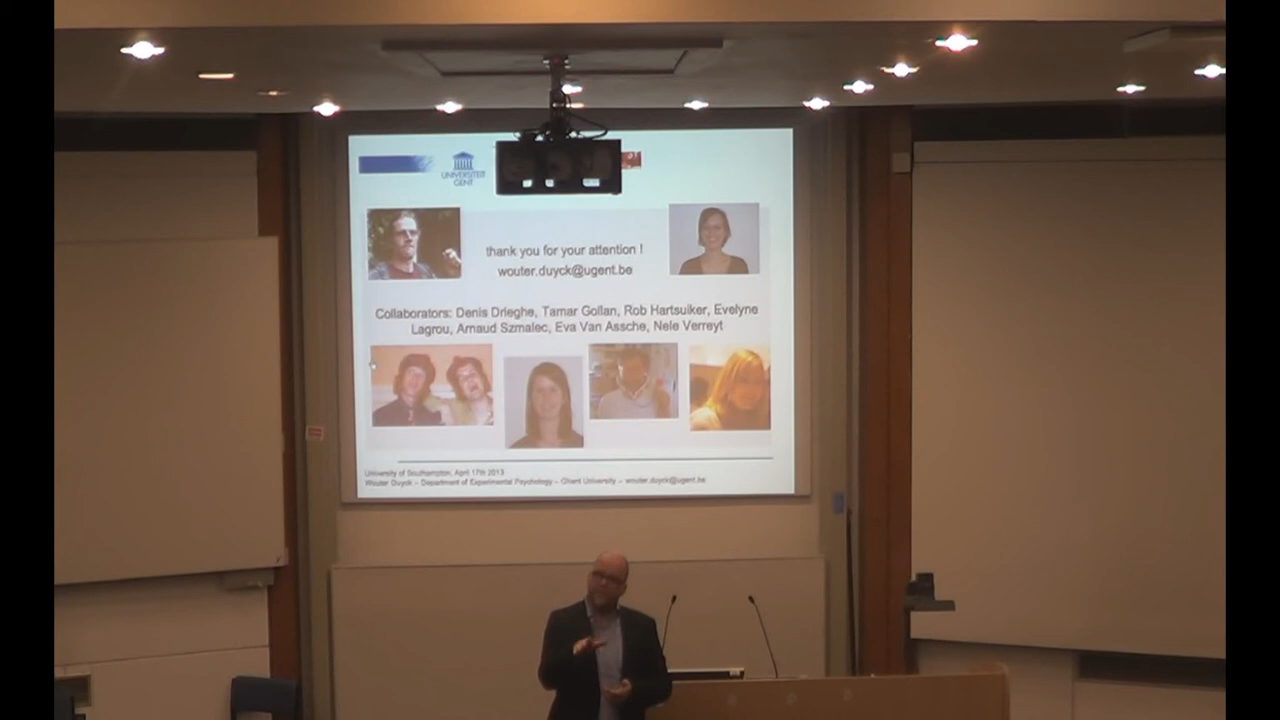 UNIVERSITEIT
GENT
thank you for your attention !
wouter.duyck@ugent.be
Collaborators: Denis Drieghe, Tamar Gollan, Rob Hartsuiker, Evelyne
Lagrou, Arnaud Szmalec, Eva Van Assche, Nele Verreyt
University of Southampton, April 17th 2013
Wouter Duyck – Department of Experimental Psychology – Ghent University – wouter.duyck@ugent.be